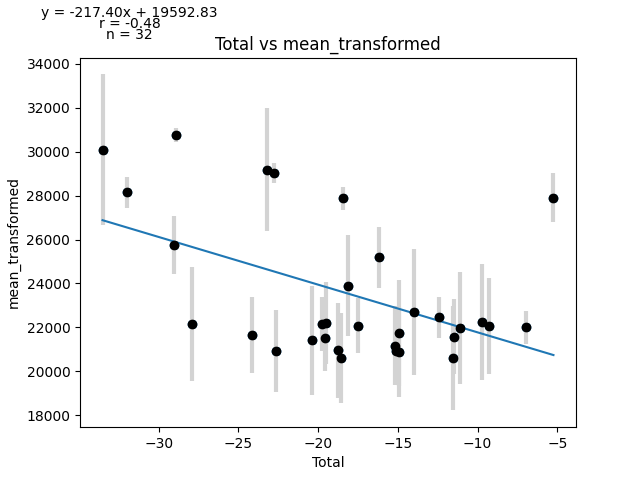 y = -217.40x + 19592.83
r = -0.48
n = 32
Total vs mean_transformed
34000
32000
30000
28000
26000
24000
22000
20000
18000
mean_transformed
−30
−25
−20
−15
−10
−5
Total